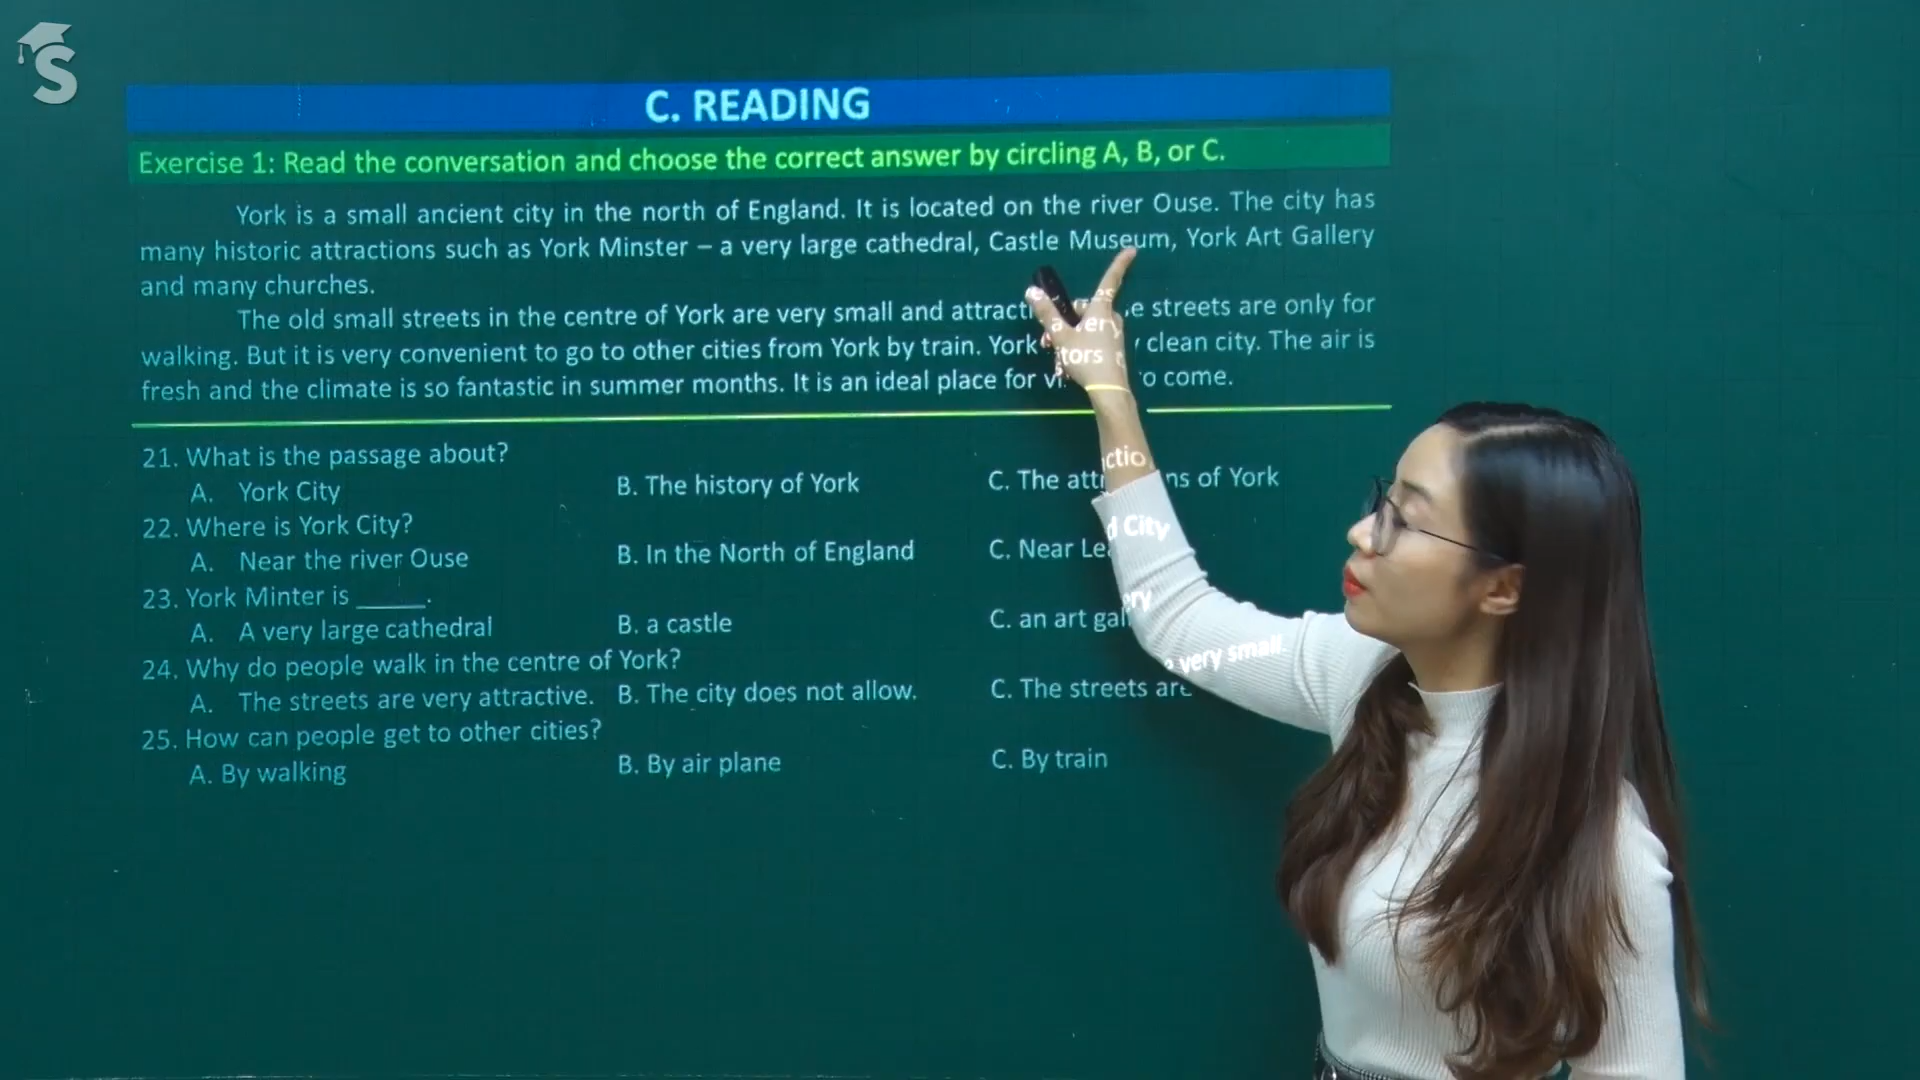 S
C. READING
Exercise 1: Read the conversation and choose the correct answer by circling A, B, or C.
York is a small ancient city in the north of England. It is located on the river Ouse. The city has
many historic attractions such as York Minster – a very large cathedral, Castle Museum, York Art Gallery
and many churches.
The old small streets in the centre of York are very small and streets are only for
walking. But it is very convenient to go to other cities from York by train. York clean city. The air is
fresh and the climate is so fantastic in summer months. It is an ideal place for visitors to come.
21. What is the passage about?
A. York City B. The history of York C. The attractions of York
22. Where is York City?
A. Near the river Ouse B. In the North of England C. Near City
23. York Minter is _____.
A. A very large cathedral B. a castle C. an art gallery
24. Why do people walk in the centre of York?
A. The streets are very attractive. B. The city does not allow. C. The streets are very small.
25. How can people get to other cities?
A. By walking B. By air plane C. By train